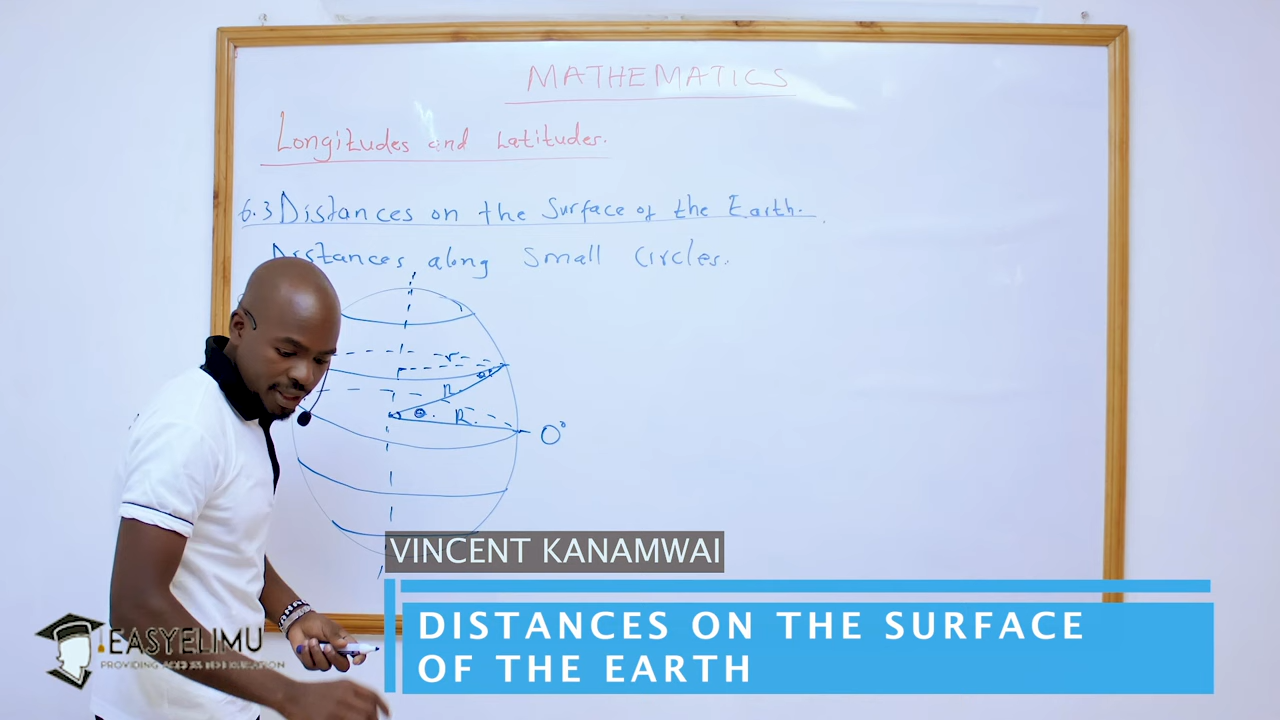 MATHEMATICS
Longitudes and Latitudes.
6.3 Distances on the Surface of the Earth.
Distances along Small Circles.
r
R
θ. R.
0°
VINCENT KANAMWAI
DISTANCES ON THE SURFACE
OF THE EARTH
EASYELIMU